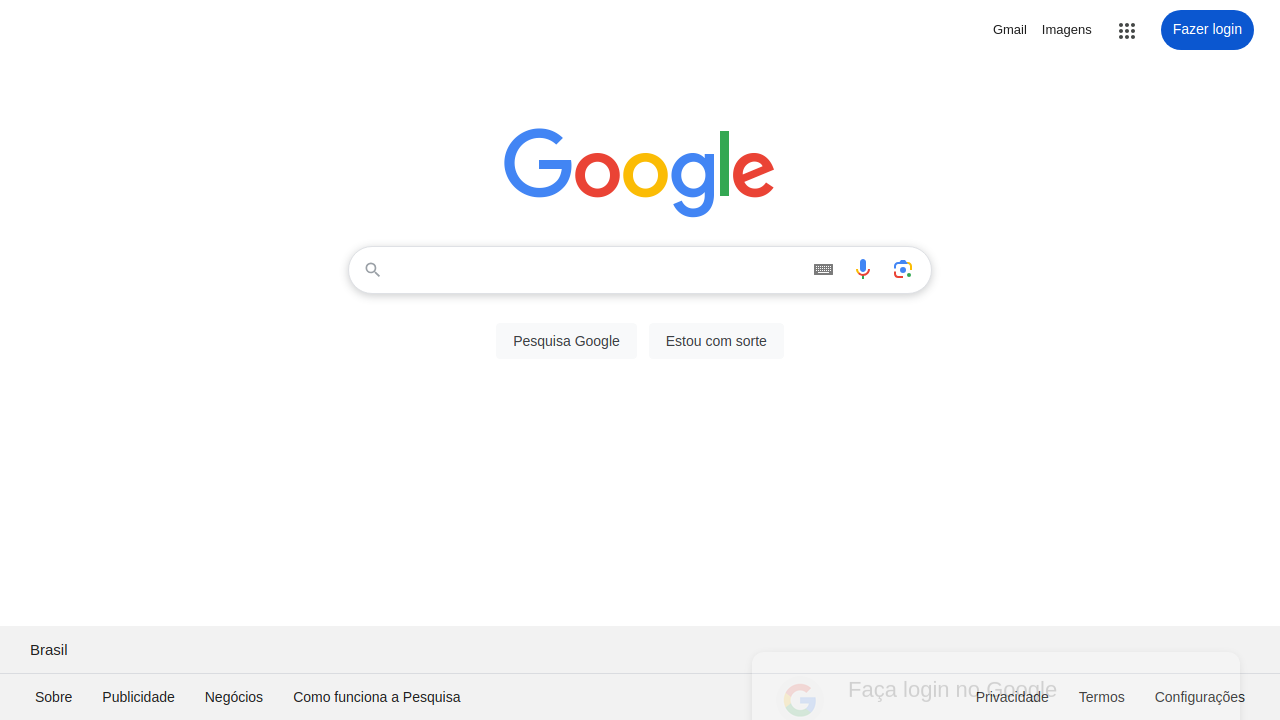 Gmail Imagens Fazer login
Google
Pesquisa Google Estou com sorte
Brasil
Faça login no Google
Sobre Publicidade Negócios Como funciona a Pesquisa Privacidade Termos Configurações